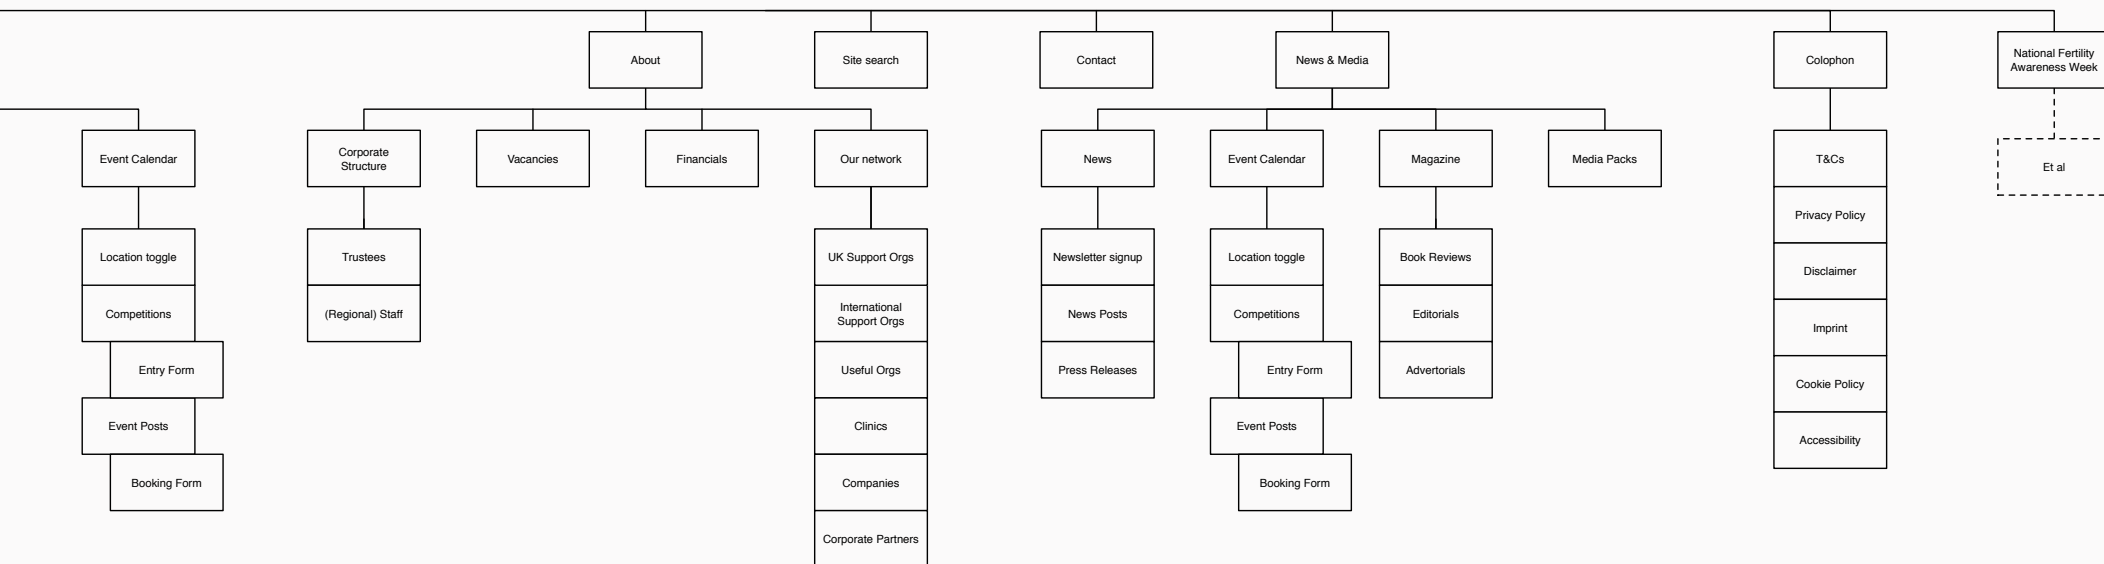 About
Site search
Contact
News & Media
Colophon
National Fertility
Awareness Week
Event Calendar
Corporate
Structure
Vacancies
Financials
Our network
News
Event Calendar
Magazine
Media Packs
T&Cs
Et al
Privacy Policy
Location toggle
Trustees
UK Support Orgs
Newsletter signup
Location toggle
Book Reviews
Disclaimer
Competitions
(Regional) Staff
International
Support Orgs
News Posts
Competitions
Editorials
Imprint
Entry Form
Useful Orgs
Press Releases
Entry Form
Advertorials
Cookie Policy
Event Posts
Clinics
Event Posts
Accessibility
Booking Form
Companies
Booking Form
Corporate Partners